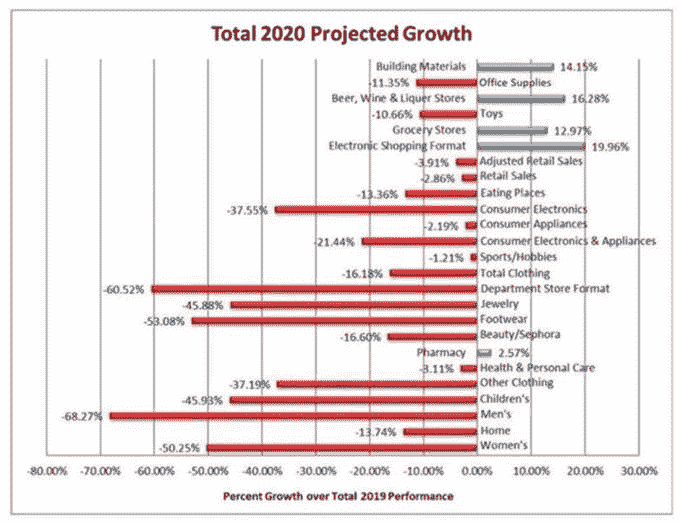 Total 2020 Projected Growth
Building Materials 14.15%
-11.35% Office Supplies
Beer, Wine & Liquer Stores 16.28%
-10.66% Toys
Grocery Stores 12.97%
Electronic Shopping Format 19.96%
-3.91% Adjusted Retail Sales
-2.86% Retail Sales
-13.36% Eating Places
-37.55% Consumer Electronics
-2.19% Consumer Appliances
-21.44% Consumer Electronics & Appliances
-1.21% Sports/Hobbies
-16.18% Total Clothing
-60.52% Department Store Format
-45.88% Jewelry
-53.08% Footwear
-16.60% Beauty/Sephora
Pharmacy 2.57%
-3.11% Health & Personal Care
-37.19% Other Clothing
-45.93% Children's
-68.27% Men's
-13.74% Home
-50.25% Women's
-80.00% -70.00% -60.00% -50.00% -40.00% -30.00% -20.00% -10.00% 0.00% 10.00% 20.00% 30.00%
Percent Growth over Total 2019 Performance